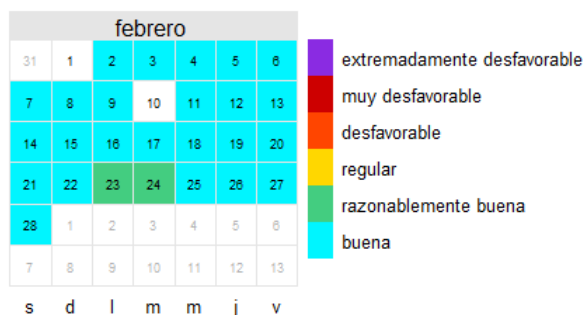 febrero
31 1 2 3 4 5 6
7 8 9 10 11 12 13
14 15 16 17 18 19 20
21 22 23 24 25 26 27
28 1 2 3 4 5 6
7 8 9 10 11 12 13
s d l m m j v
extremadamente desfavorable
muy desfavorable
desfavorable
regular
razonablemente buena
buena